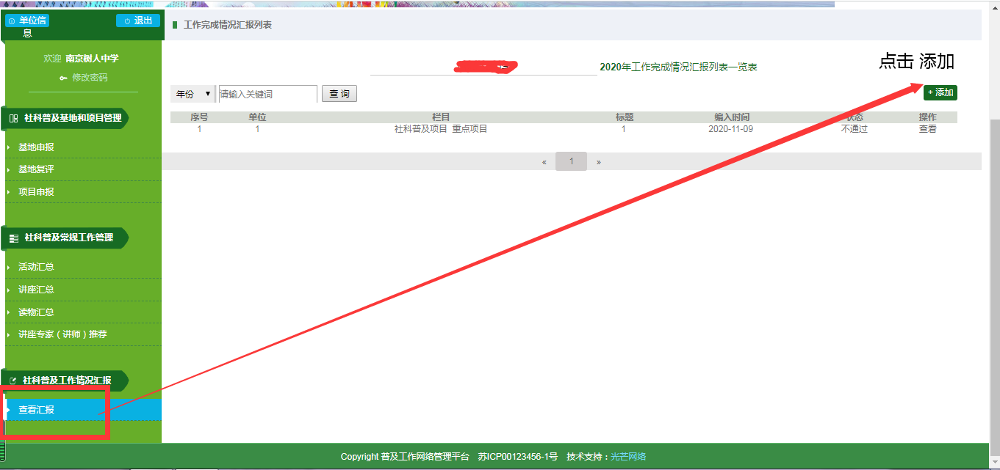 单位信息
退出
欢迎 南京树人中学
修改密码
社科普及基地和项目管理
基地申报
基地复评
项目申报
社科普及常规工作管理
活动汇总
讲座汇总
读物汇总
讲座专家（讲师）推荐
社科普及工作情况汇报
查看汇报
工作完成情况汇报列表
2020年工作完成情况汇报列表一览表
点击 添加
年份 ▼ 请输入关键词 查 询
+ 添加
序号 单位 栏目 标题 编入时间 状态 操作
1 1 社科普及项目 重点项目 1 2020-11-09 不通过 查看
« 1 »
Copyright 普及工作网络管理平台 苏ICP00123456-1号 技术支持：光芒网络